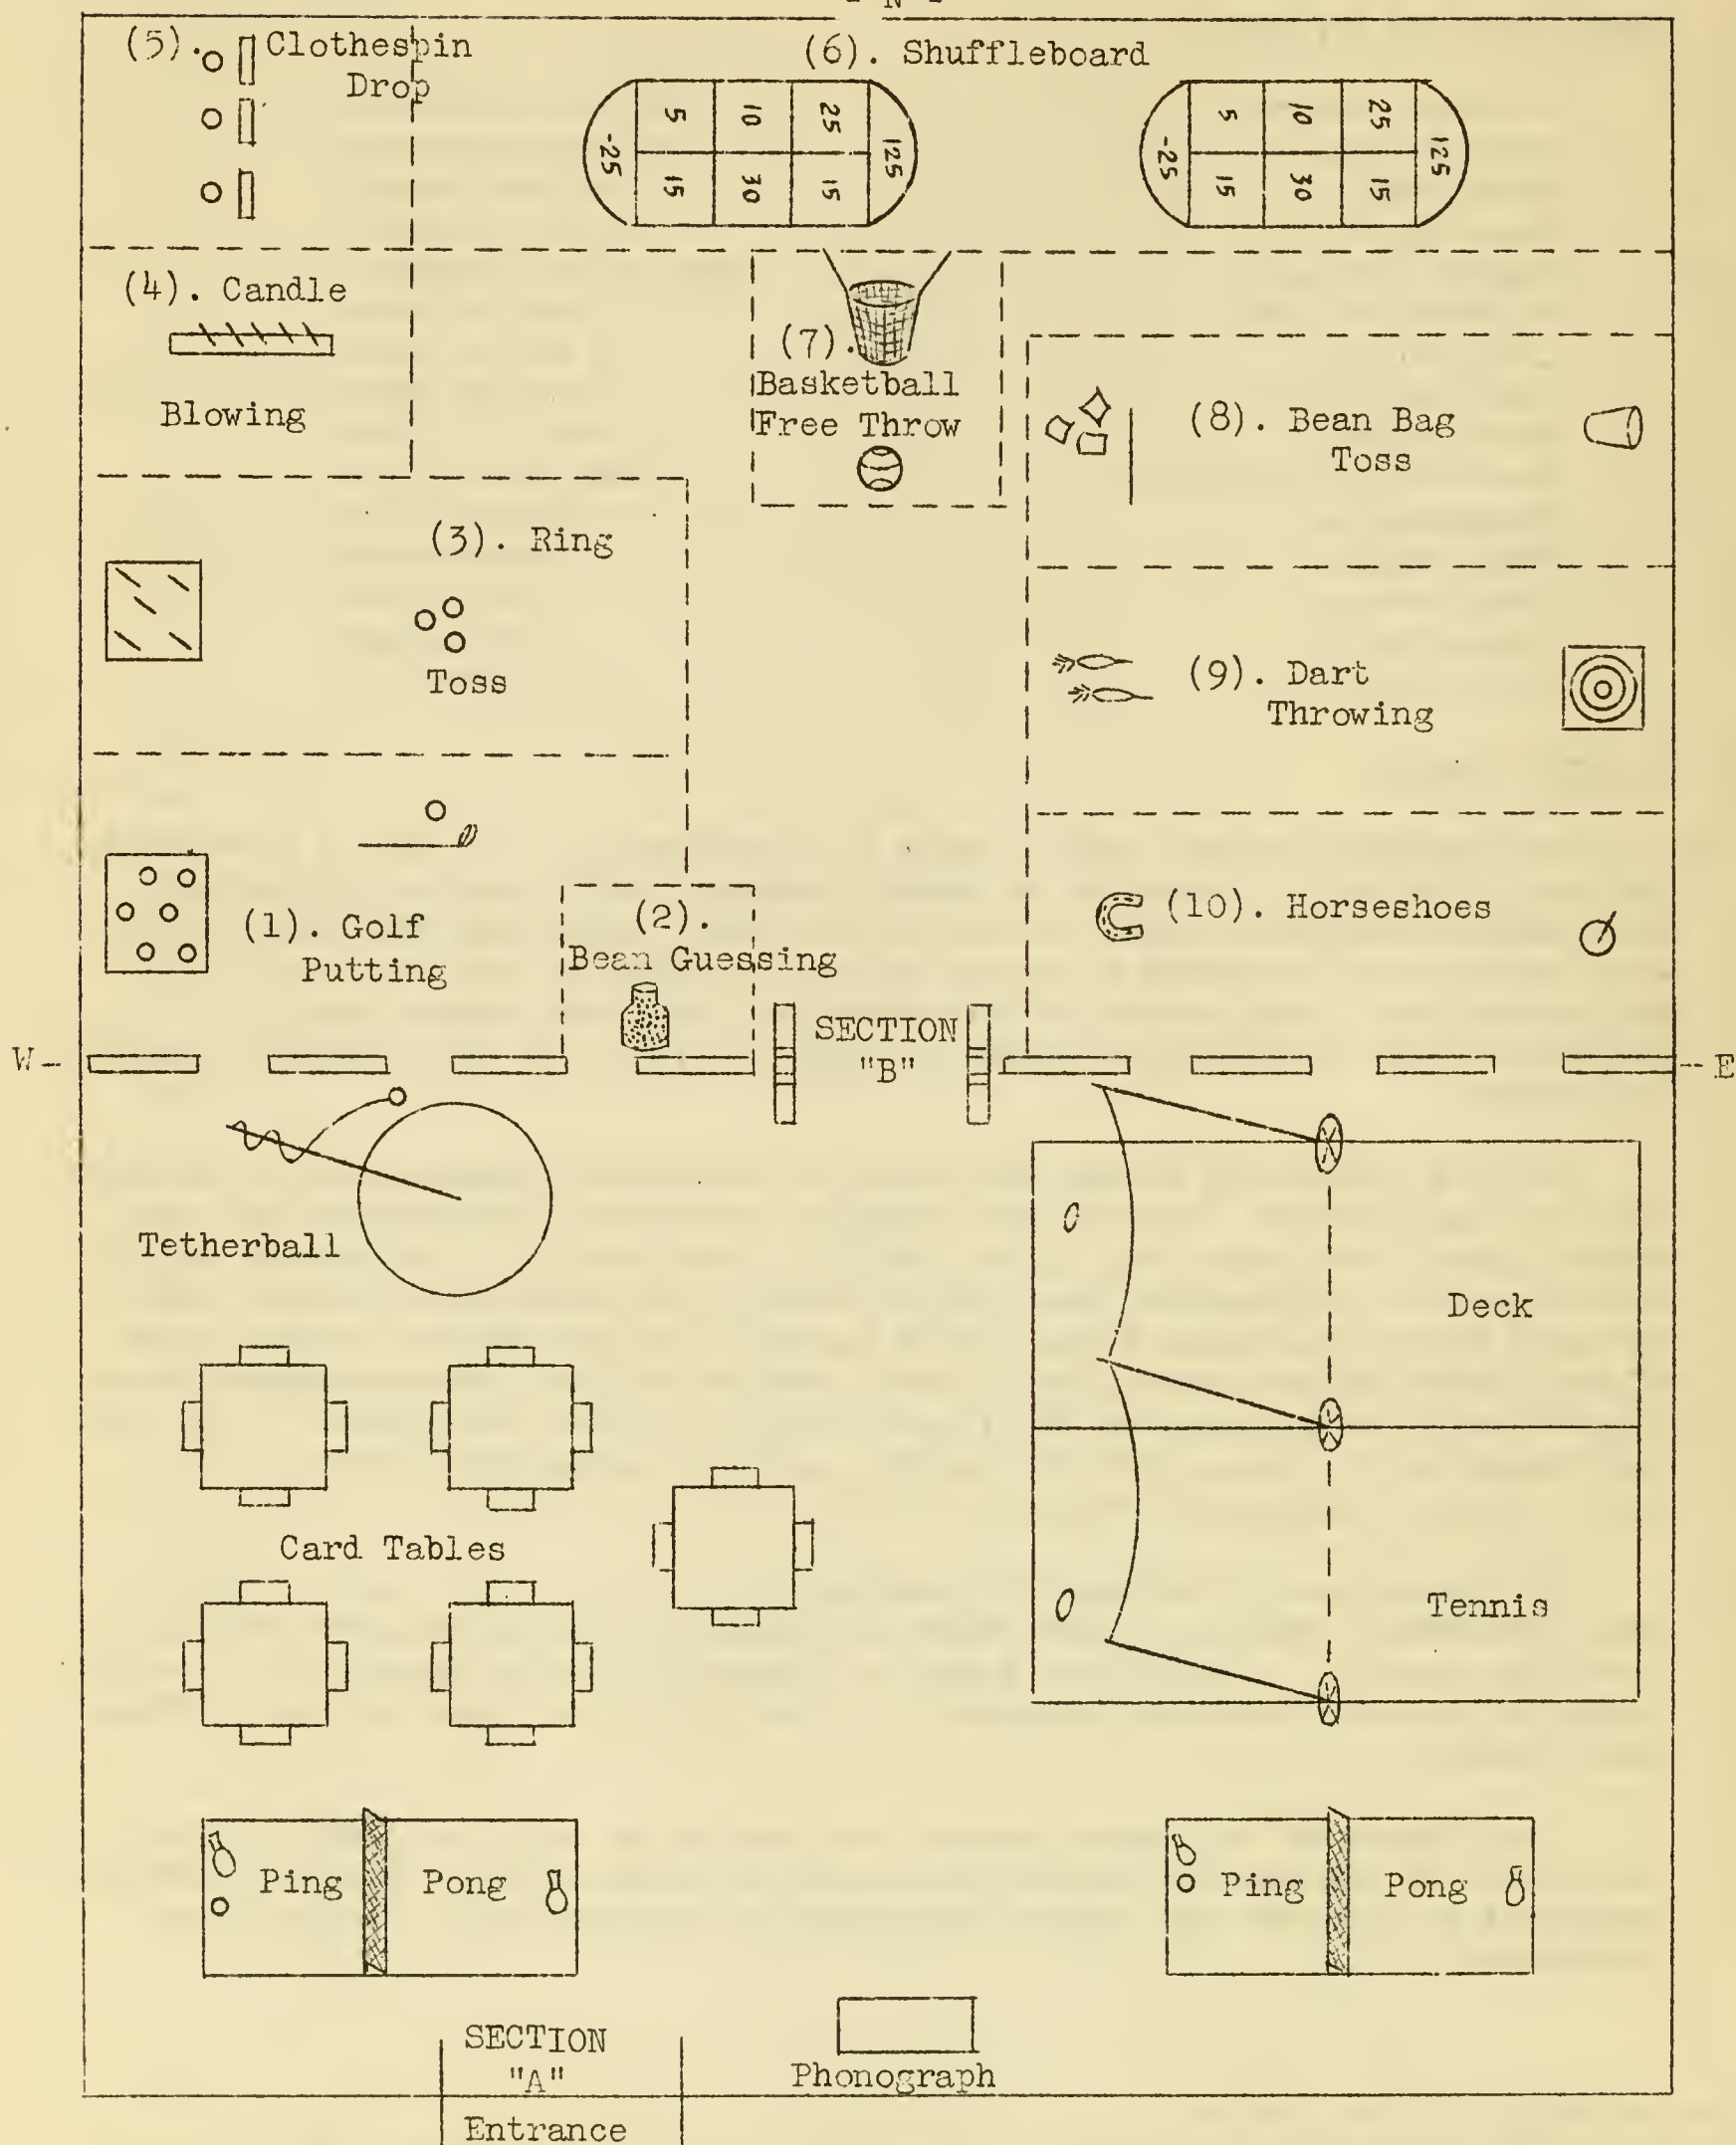 - N -
(5). Clothespin
Drop
(6). Shuffleboard
-25 5 10 25 125
15 30 15
-25 5 10 25 125
15 30 15
(4). Candle
Blowing
(7).
Basketball
Free Throw
(8). Bean Bag
Toss
(3). Ring
Toss
(9). Dart
Throwing
(1). Golf
Putting
(2).
Bean Guessing
(10). Horseshoes
SECTION
"B"
W -
-- E
Tetherball
Deck
Card Tables
Tennis
Ping Pong
Ping Pong
SECTION
"A"
Phonograph
Entrance